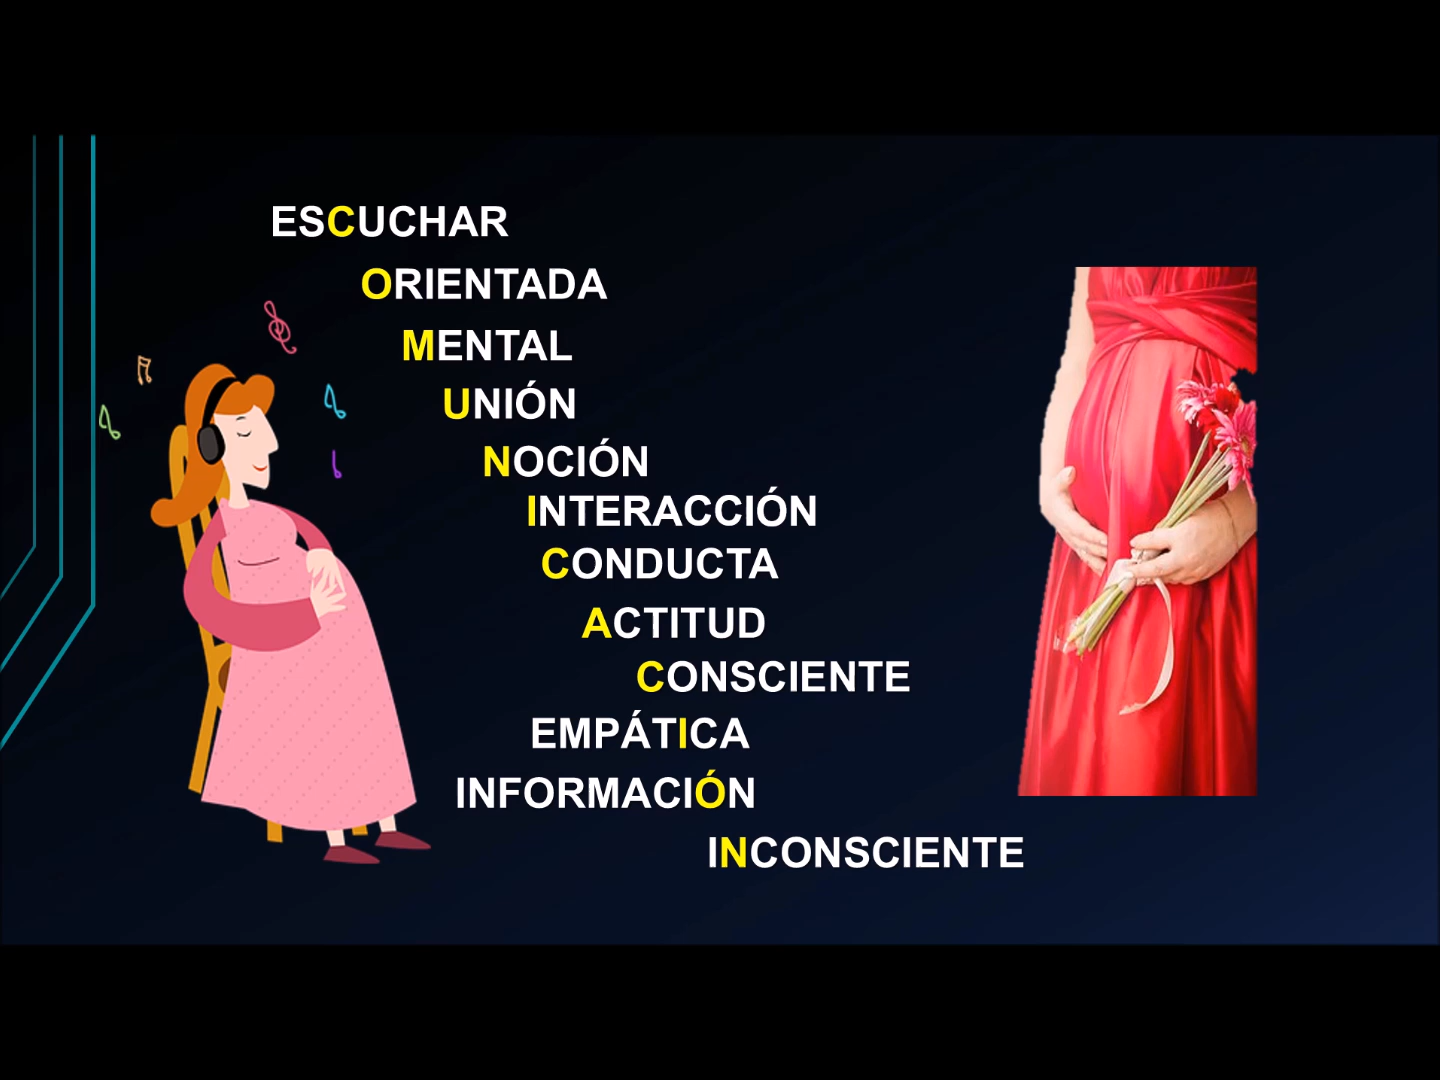 ESCUCHAR
ORIENTADA
MENTAL
UNIÓN
NOCIÓN
INTERACCIÓN
CONDUCTA
ACTITUD
CONSCIENTE
EMPÁTICA
INFORMACIÓN
INCONSCIENTE